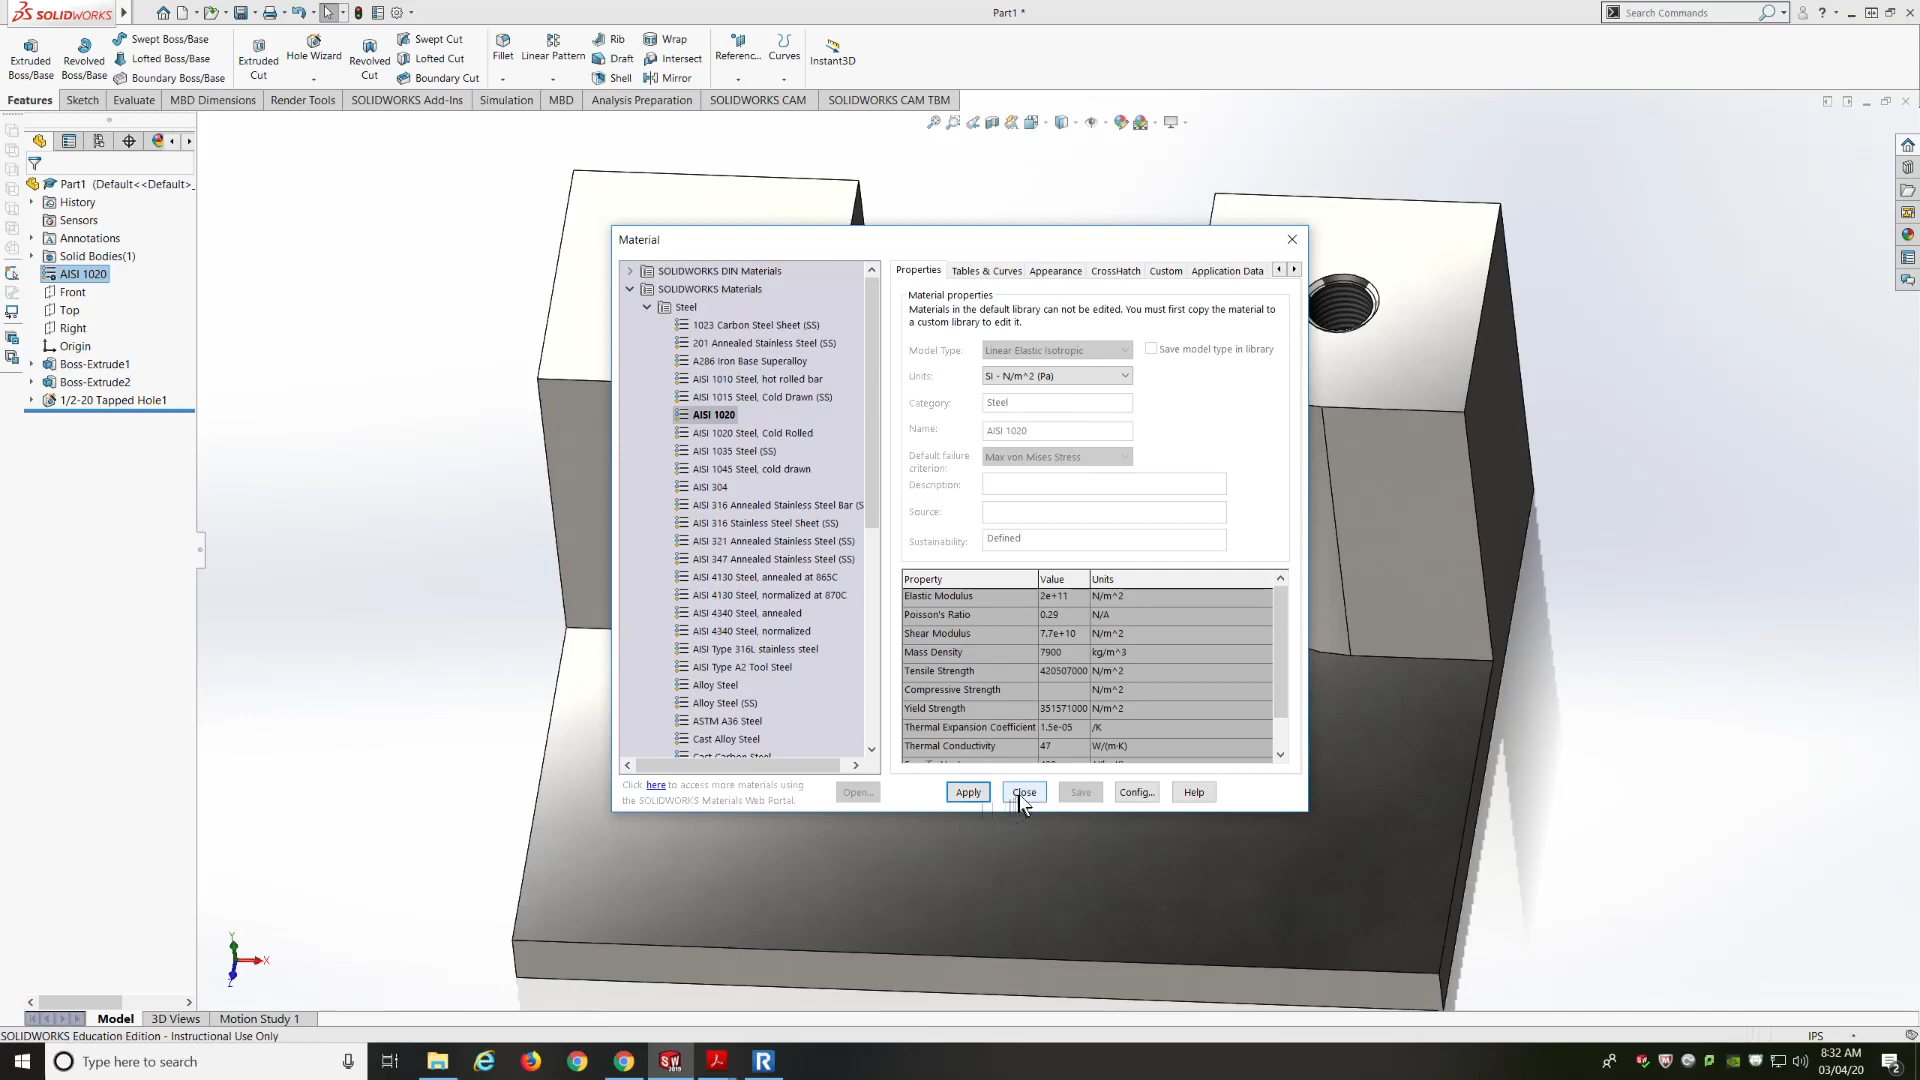 SOLIDWORKS
Part1 *
Search Commands
Extruded Boss/Base
Revolved Boss/Base
Swept Boss/Base
Lofted Boss/Base
Boundary Boss/Base
Extruded Cut
Hole Wizard
Revolved Cut
Swept Cut
Lofted Cut
Boundary Cut
Fillet
Linear Pattern
Rib
Draft
Shell
Wrap
Intersect
Mirror
Referenc...
Curves
Instant3D
Features
Sketch
Evaluate
MBD Dimensions
Render Tools
SOLIDWORKS Add-Ins
Simulation
MBD
Analysis Preparation
SOLIDWORKS CAM
SOLIDWORKS CAM TBM
Part1 (Default<<Default>_
History
Sensors
Annotations
Solid Bodies(1)
AISI 1020
Front
Top
Right
Origin
Boss-Extrude1
Boss-Extrude2
1/2-20 Tapped Hole1
Material
SOLIDWORKS DIN Materials
SOLIDWORKS Materials
Steel
1023 Carbon Steel Sheet (SS)
201 Annealed Stainless Steel (SS)
A286 Iron Base Superalloy
AISI 1010 Steel, hot rolled bar
AISI 1015 Steel, Cold Drawn (SS)
AISI 1020
AISI 1020 Steel, Cold Rolled
AISI 1035 Steel (SS)
AISI 1045 Steel, cold drawn
AISI 304
AISI 316 Annealed Stainless Steel Bar (S
AISI 316 Stainless Steel Sheet (SS)
AISI 321 Annealed Stainless Steel (SS)
AISI 347 Annealed Stainless Steel (SS)
AISI 4130 Steel, annealed at 865C
AISI 4130 Steel, normalized at 870C
AISI 4340 Steel, annealed
AISI 4340 Steel, normalized
AISI Type 316L stainless steel
AISI Type A2 Tool Steel
Alloy Steel
Alloy Steel (SS)
ASTM A36 Steel
Cast Alloy Steel
Cast Carbon Steel
Click here to access more materials using
the SOLIDWORKS Materials Web Portal.
Open...
Properties
Tables & Curves
Appearance
CrossHatch
Custom
Application Data
Material properties
Materials in the default library can not be edited. You must first copy the material to
a custom library to edit it.
Model Type: Linear Elastic Isotropic
Save model type in library
Units: SI - N/m^2 (Pa)
Category: Steel
Name: AISI 1020
Default failure criterion: Max von Mises Stress
Description:
Source:
Sustainability: Defined
Property Value Units
Elastic Modulus 2e+11 N/m^2
Poisson's Ratio 0.29 N/A
Shear Modulus 7.7e+10 N/m^2
Mass Density 7900 kg/m^3
Tensile Strength 420507000 N/m^2
Compressive Strength N/m^2
Yield Strength 351571000 N/m^2
Thermal Expansion Coefficient 1.5e-05 /K
Thermal Conductivity 47 W/(m·K)
Apply
Close
Save
Config...
Help
Y
X
Z
Model
3D Views
Motion Study 1
SOLIDWORKS Education Edition - Instructional Use Only
IPS
Type here to search
SW
2019
R
8:32 AM
03/04/20
2